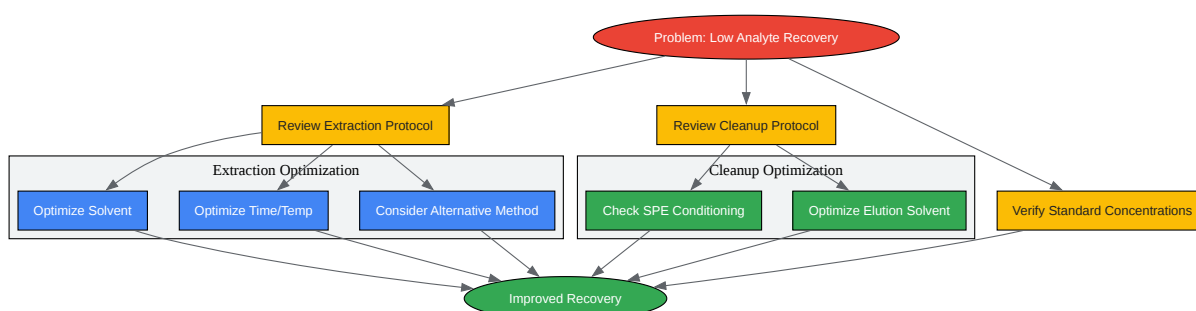 Problem: Low Analyte Recovery
Review Extraction Protocol
Review Cleanup Protocol
Extraction Optimization
Cleanup Optimization
Optimize Solvent
Optimize Time/Temp
Consider Alternative Method
Check SPE Conditioning
Optimize Elution Solvent
Verify Standard Concentrations
Improved Recovery